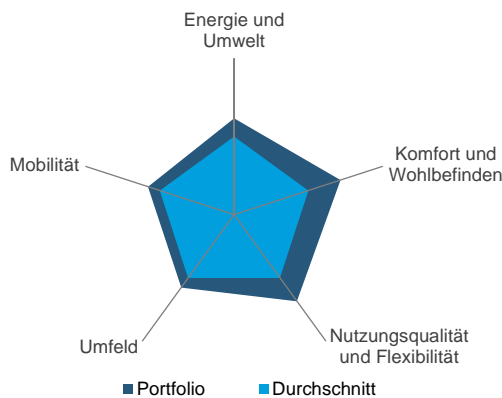 Energie und
Umwelt
Komfort und
Wohlbefinden
Mobilität
Umfeld
Nutzungsqualität
und Flexibilität
Portfolio
Durchschnitt